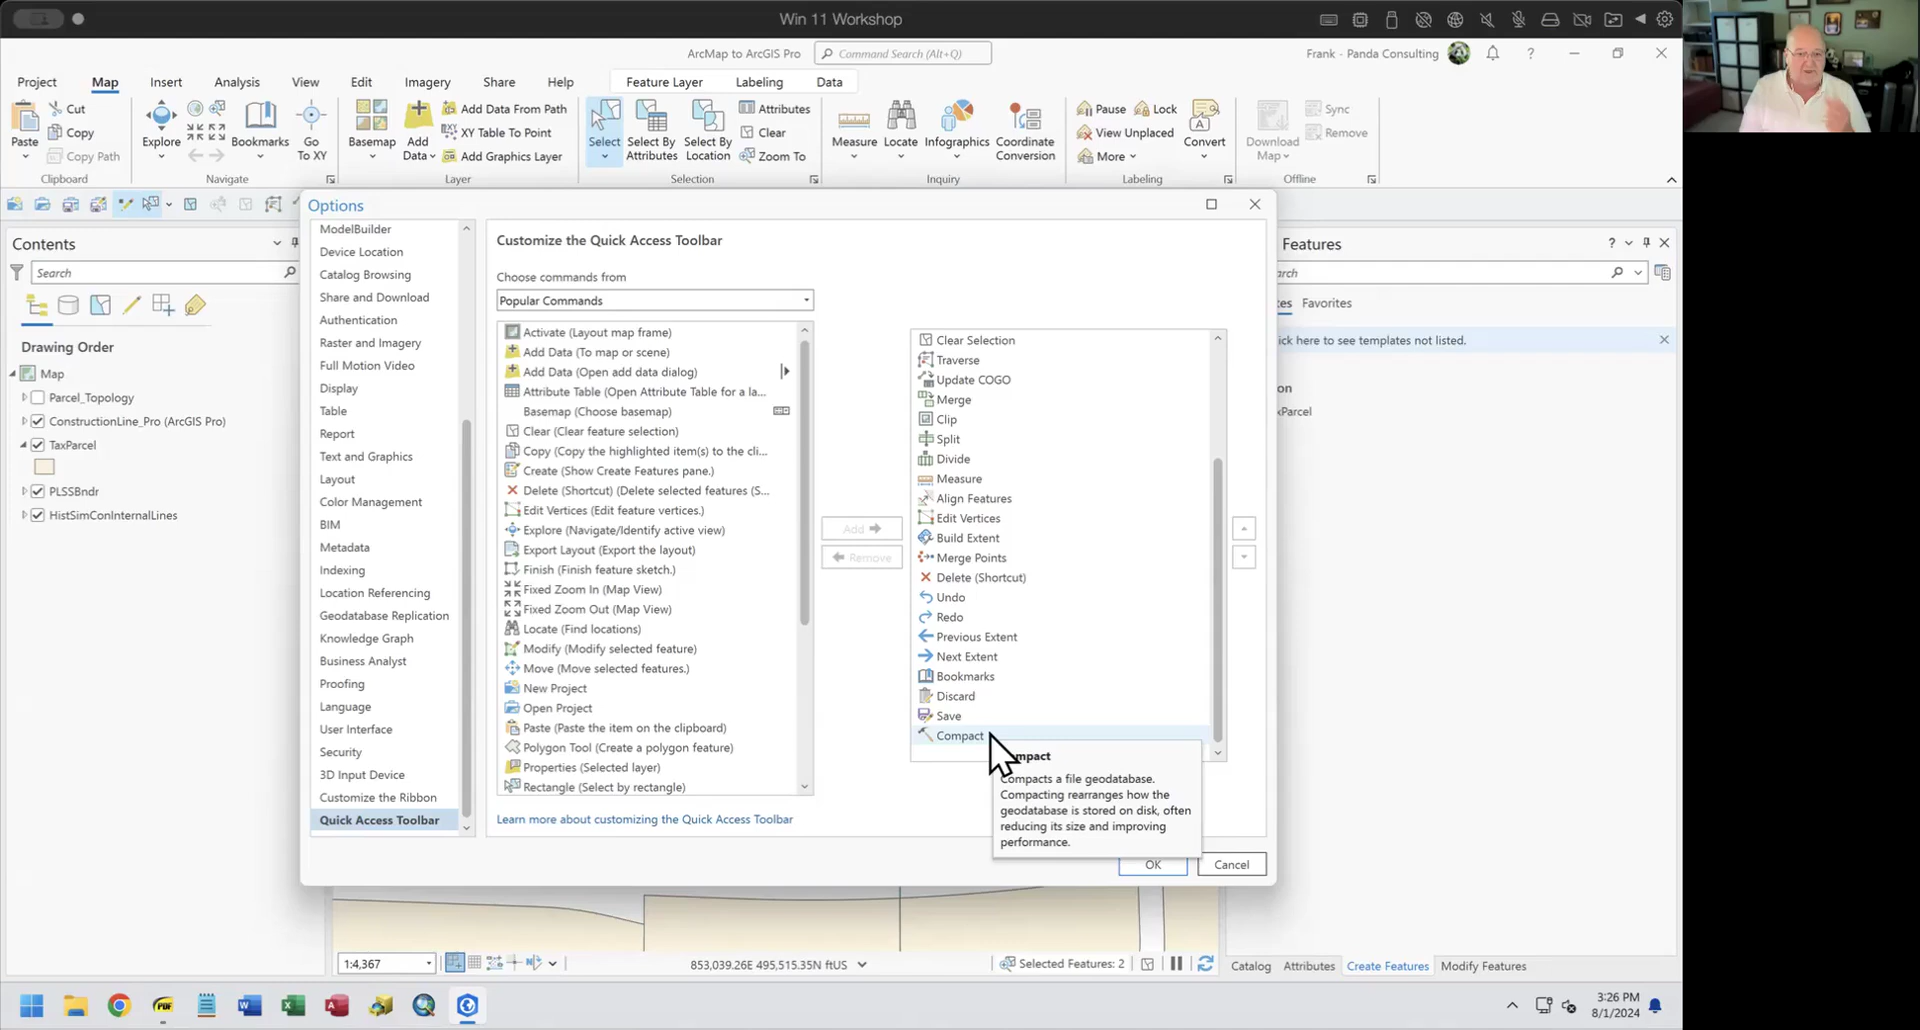 Win 11 Workshop
ArcMap to ArcGIS Pro
Command Search (Alt+Q)
Frank - Panda Consulting
?
Project
Map
Insert
Analysis
View
Edit
Imagery
Share
Help
Feature Layer
Labeling
Data
Paste
Cut
Copy
Copy Path
Clipboard
Explore
Bookmarks
Go
To XY
Navigate
Basemap
Add
Data
Add Data From Path
XY Table To Point
Add Graphics Layer
Layer
Select
Select By
Attributes
Select By
Location
Attributes
Clear
Zoom To
Selection
Measure
Locate
Infographics
Coordinate
Conversion
Inquiry
Pause
Lock
View Unplaced
More
Convert
Labeling
Download
Map
Sync
Remove
Offline
Contents
Search
Drawing Order
Map
Parcel_Topology
ConstructionLine_Pro (ArcGIS Pro)
TaxParcel
PLSSBndr
HistSimConInternalLines
Options
ModelBuilder
Device Location
Catalog Browsing
Share and Download
Authentication
Raster and Imagery
Full Motion Video
Display
Table
Report
Text and Graphics
Layout
Color Management
BIM
Metadata
Indexing
Location Referencing
Geodatabase Replication
Knowledge Graph
Business Analyst
Proofing
Language
User Interface
Security
3D Input Device
Customize the Ribbon
Quick Access Toolbar
Customize the Quick Access Toolbar
Choose commands from
Popular Commands
Activate (Layout map frame)
Add Data (To map or scene)
Add Data (Open add data dialog)
Attribute Table (Open Attribute Table for a la...
Basemap (Choose basemap)
Clear (Clear feature selection)
Copy (Copy the highlighted item(s) to the cli...
Create (Show Create Features pane.)
Delete (Shortcut) (Delete selected features (S...
Edit Vertices (Edit feature vertices.)
Explore (Navigate/Identify active view)
Export Layout (Export the layout)
Finish (Finish feature sketch.)
Fixed Zoom In (Map View)
Fixed Zoom Out (Map View)
Locate (Find locations)
Modify (Modify selected feature)
Move (Move selected features.)
New Project
Open Project
Paste (Paste the item on the clipboard)
Polygon Tool (Create a polygon feature)
Properties (Selected layer)
Rectangle (Select by rectangle)
Add
Remove
Clear Selection
Traverse
Update COGO
Merge
Clip
Split
Divide
Measure
Align Features
Edit Vertices
Build Extent
Merge Points
Delete (Shortcut)
Undo
Redo
Previous Extent
Next Extent
Bookmarks
Discard
Save
Compact
mpact
Compacts a file geodatabase.
Compacting rearranges how the
geodatabase is stored on disk, often
reducing its size and improving
performance.
Learn more about customizing the Quick Access Toolbar
OK
Cancel
Features
?
arch
tes
Favorites
ick here to see templates not listed.
on
xParcel
1:4,367
853,039.26E 495,515.35N ftUS
Selected Features: 2
Catalog
Attributes
Create Features
Modify Features
PDF
3:26 PM
8/1/2024